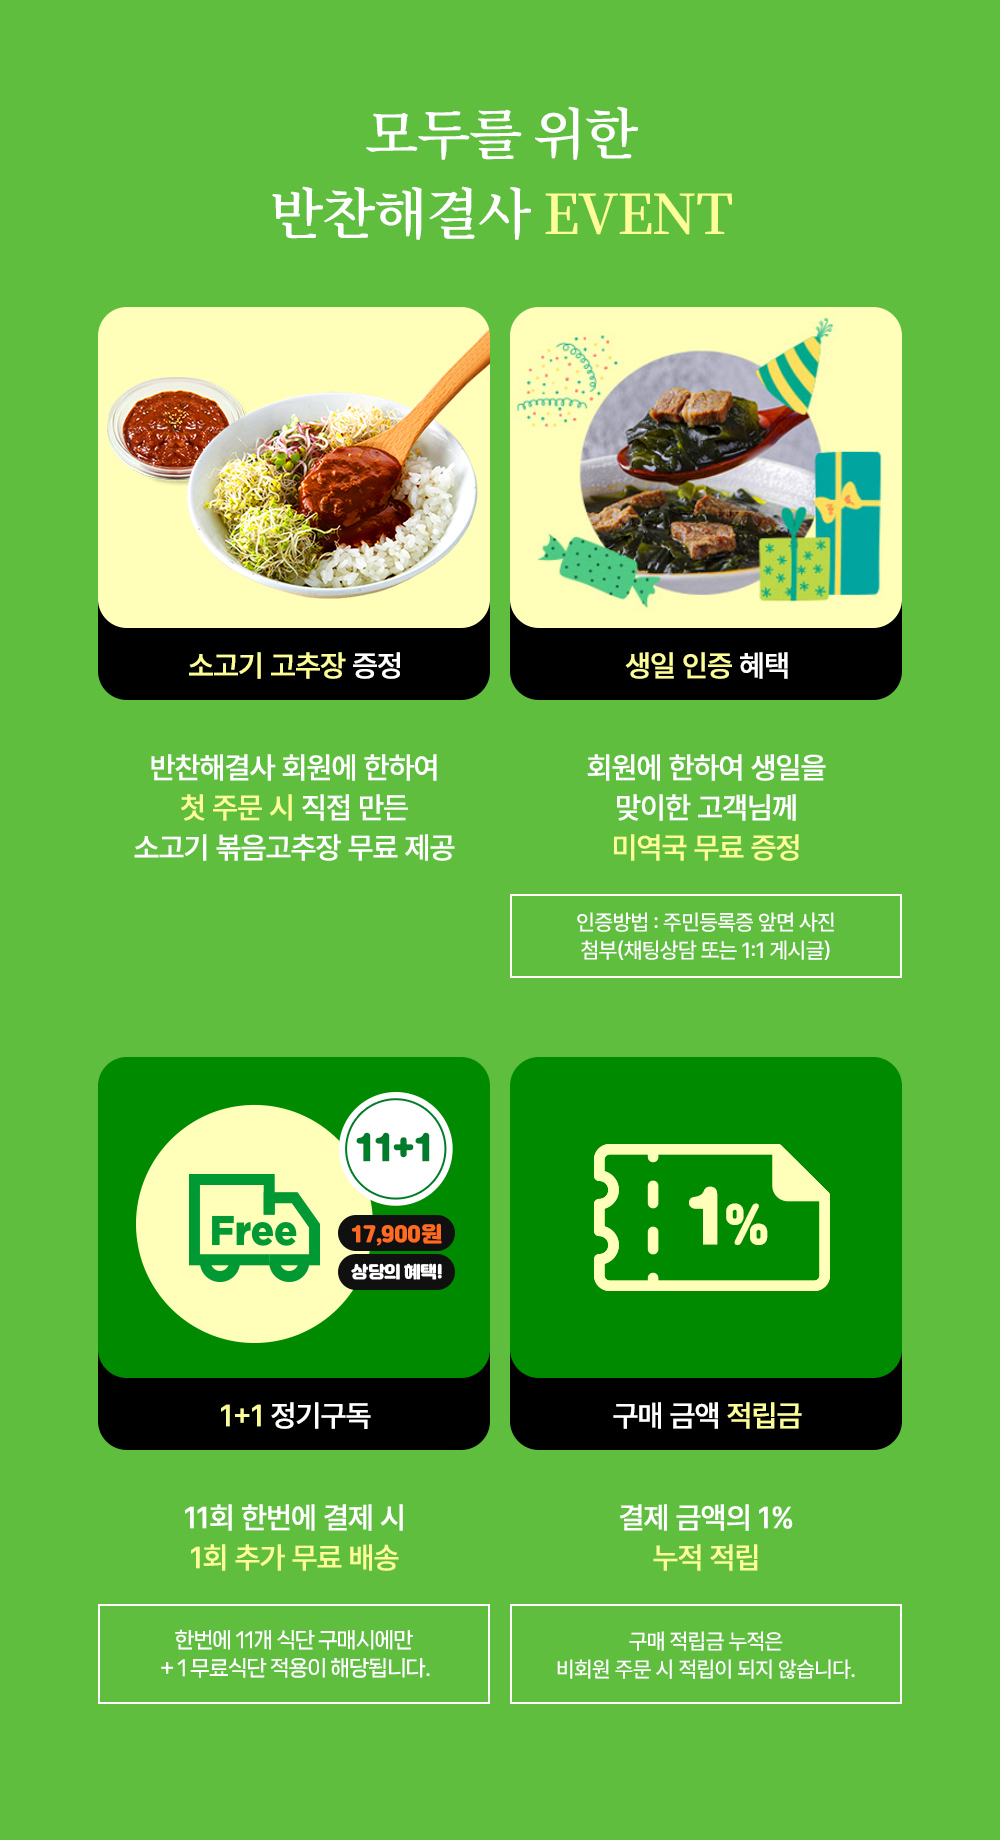 모두를 위한
반찬해결사 EVENT
소고기 고추장 증정
반찬해결사 회원에 한하여
첫 주문 시 직접 만든
소고기 볶음고추장 무료 제공
생일 인증 혜택
회원에 한하여 생일을
맞이한 고객님께
미역국 무료 증정
인증방법 : 주민등록증 앞면 사진
첨부(채팅상담 또는 1:1 게시글)
11+1
Free
17,900원
상당의 혜택!
1+1 정기구독
11회 한번에 결제 시
1회 추가 무료 배송
한번에 11개 식단 구매시에만
+ 1 무료식단 적용이 해당됩니다.
1%
구매 금액 적립금
결제 금액의 1%
누적 적립
구매 적립금 누적은
비회원 주문 시 적립이 되지 않습니다.